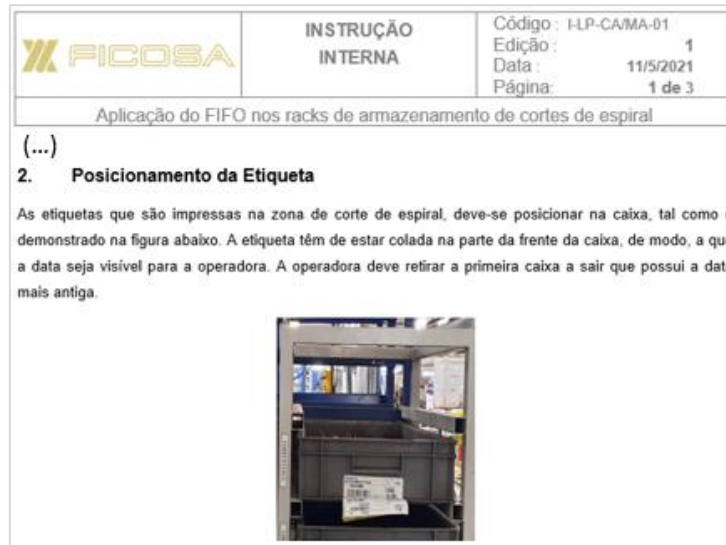 FICOSA
INSTRUÇÃO
INTERNA
Código : I-LP-CA/MA-01
Edição : 1
Data : 11/5/2021
Página: 1 de 3
Aplicação do FIFO nos racks de armazenamento de cortes de espiral
(...)
2. Posicionamento da Etiqueta
As etiquetas que são impressas na zona de corte de espiral, deve-se posicionar na caixa, tal como
demonstrado na figura abaixo. A etiqueta têm de estar colada na parte da frente da caixa, de modo, a
a data seja visível para a operadora. A operadora deve retirar a primeira caixa a sair que possui a
mais antiga.